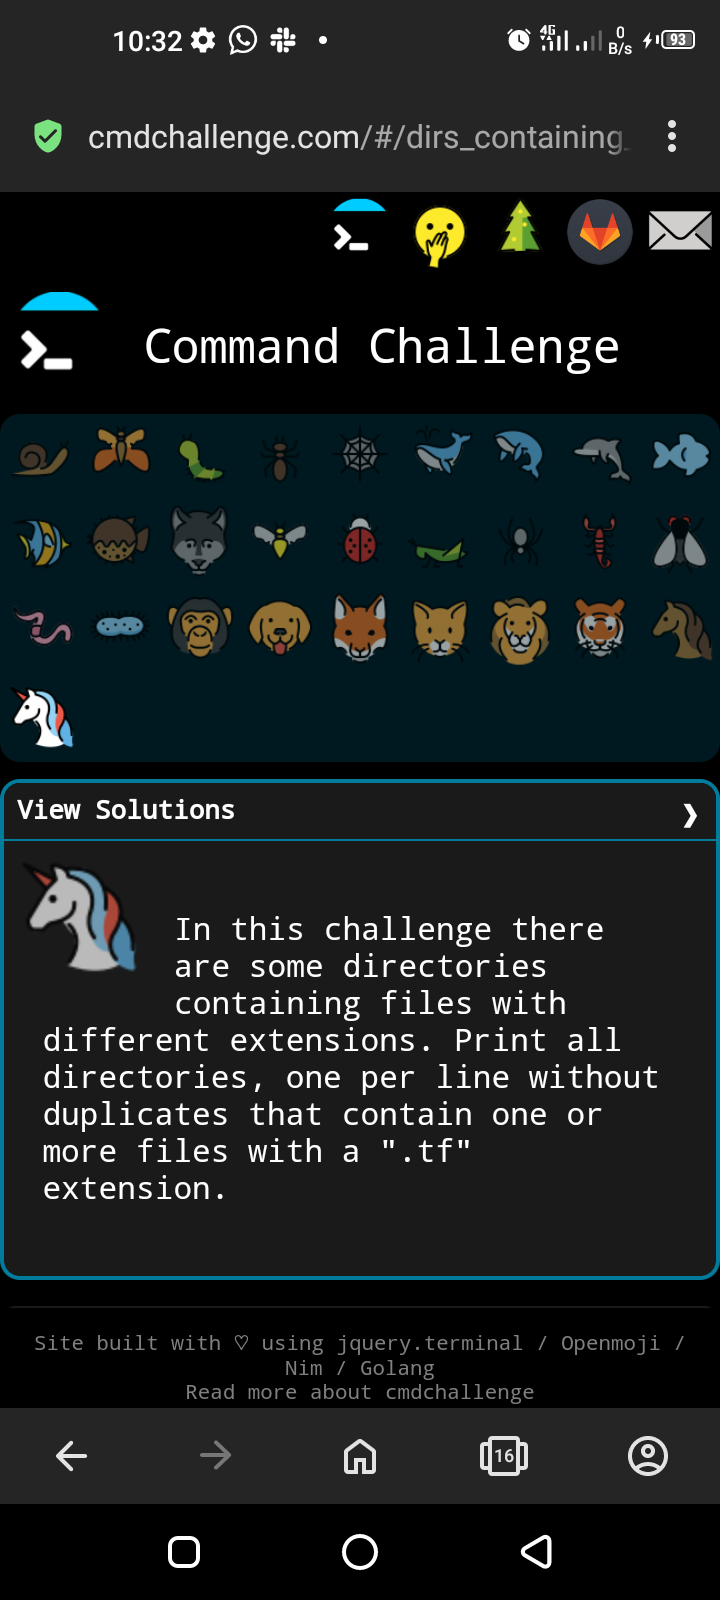 10:32
4G
0
B/s
93
cmdchallenge.com/#/dirs_containing_
Command Challenge
View Solutions
In this challenge there
are some directories
containing files with
different extensions. Print all
directories, one per line without
duplicates that contain one or
more files with a ".tf"
extension.
Site built with ♡ using jquery.terminal / Openmoji /
Nim / Golang
Read more about cmdchallenge
16